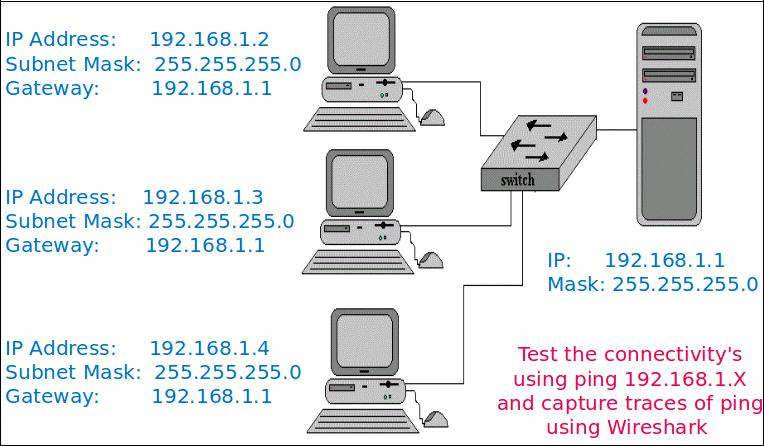 IP Address: 192.168.1.2
Subnet Mask: 255.255.255.0
Gateway: 192.168.1.1
switch
IP Address: 192.168.1.3
Subnet Mask: 255.255.255.0
Gateway: 192.168.1.1
IP: 192.168.1.1
Mask: 255.255.255.0
IP Address: 192.168.1.4
Subnet Mask: 255.255.255.0
Gateway: 192.168.1.1
Test the connectivity's
using ping 192.168.1.X
and capture traces of ping
using Wireshark